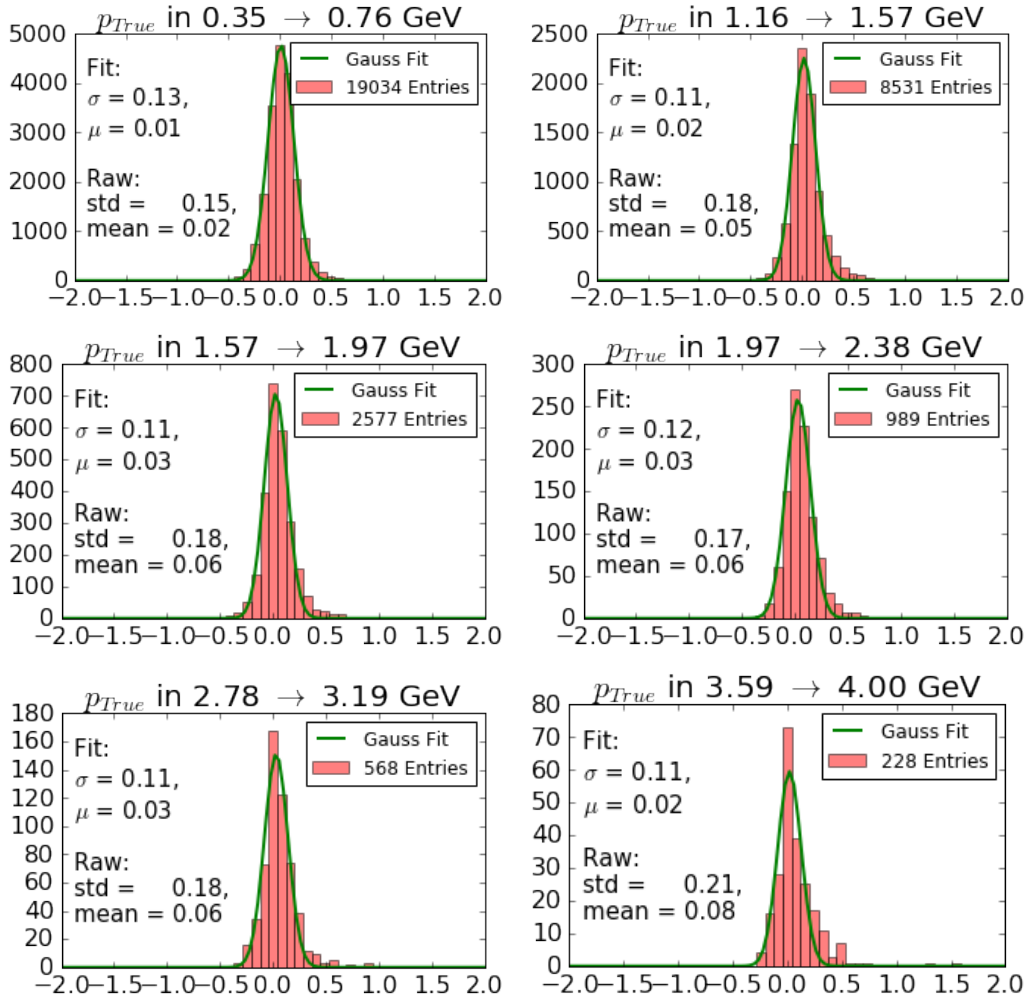 p_True in 0.35 → 0.76 GeV
5000
4000
3000
2000
1000
0
Fit:
σ = 0.13,
μ = 0.01
Raw:
std = 0.15,
mean = 0.02
Gauss Fit
19034 Entries
−2.0−1.5−1.0−0.5 0.0 0.5 1.0 1.5 2.0
p_True in 1.16 → 1.57 GeV
2500
2000
1500
1000
500
0
Fit:
σ = 0.11,
μ = 0.02
Raw:
std = 0.18,
mean = 0.05
Gauss Fit
8531 Entries
−2.0−1.5−1.0−0.5 0.0 0.5 1.0 1.5 2.0
p_True in 1.57 → 1.97 GeV
800
700
600
500
400
300
200
100
0
Fit:
σ = 0.11,
μ = 0.03
Raw:
std = 0.18,
mean = 0.06
Gauss Fit
2577 Entries
−2.0−1.5−1.0−0.5 0.0 0.5 1.0 1.5 2.0
p_True in 1.97 → 2.38 GeV
300
250
200
150
100
50
0
Fit:
σ = 0.12,
μ = 0.03
Raw:
std = 0.17,
mean = 0.06
Gauss Fit
989 Entries
−2.0−1.5−1.0−0.5 0.0 0.5 1.0 1.5 2.0
p_True in 2.78 → 3.19 GeV
180
160
140
120
100
80
60
40
20
0
Fit:
σ = 0.11,
μ = 0.03
Raw:
std = 0.18,
mean = 0.06
Gauss Fit
568 Entries
−2.0−1.5−1.0−0.5 0.0 0.5 1.0 1.5 2.0
p_True in 3.59 → 4.00 GeV
80
70
60
50
40
30
20
10
0
Fit:
σ = 0.11,
μ = 0.02
Raw:
std = 0.21,
mean = 0.08
Gauss Fit
228 Entries
−2.0−1.5−1.0−0.5 0.0 0.5 1.0 1.5 2.0